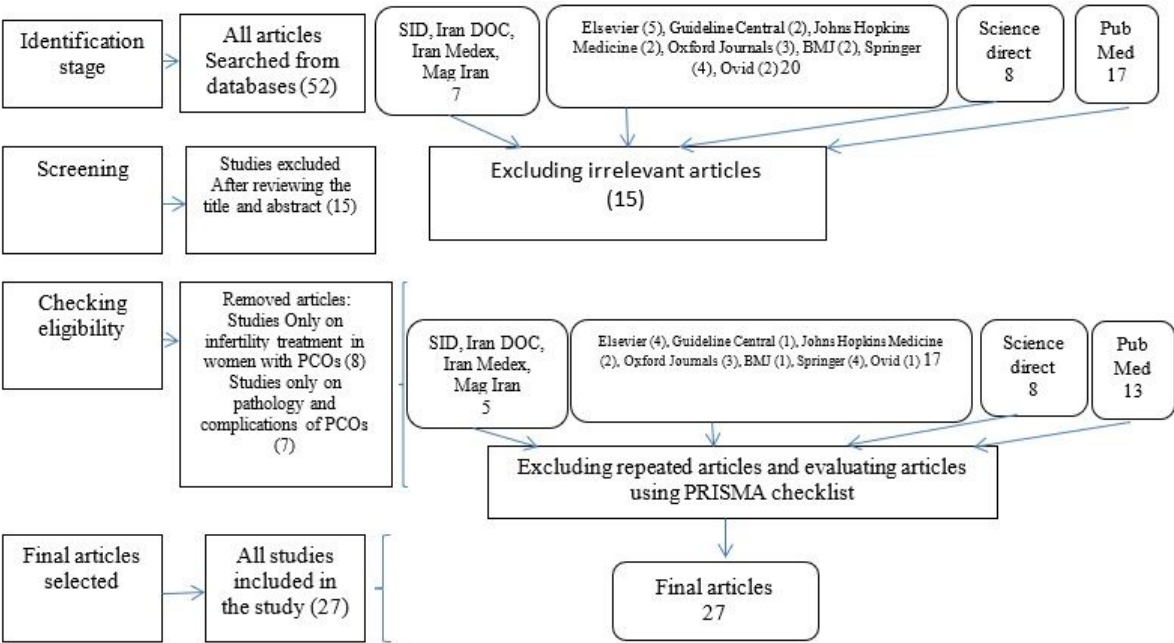 Identification
stage
All articles
Searched from
databases (52)
SID, Iran DOC,
Iran Medex,
Mag Iran
7
Elsevier (5), Guideline Central (2), Johns Hopkins
Medicine (2), Oxford Journals (3), BMJ (2), Springer
(4), Ovid (2) 20
Science
direct
8
Pub
Med
17
Screening
Studies excluded
After reviewing the
title and abstract (15)
Excluding irrelevant articles
(15)
Checking
eligibility
Removed articles:
Studies Only on
infertility treatment in
women with PCOs (8)
Studies only on
pathology and
complications of PCOs
(7)
SID, Iran DOC,
Iran Medex,
Mag Iran
5
Elsevier (4), Guideline Central (1), Johns Hopkins Medicine
(2), Oxford Journals (3), BMJ (1), Springer (4), Ovid (1) 17
Science
direct
8
Pub
Med
13
Excluding repeated articles and evaluating articles
using PRISMA checklist
Final articles
selected
All studies
included in
the study (27)
Final articles
27